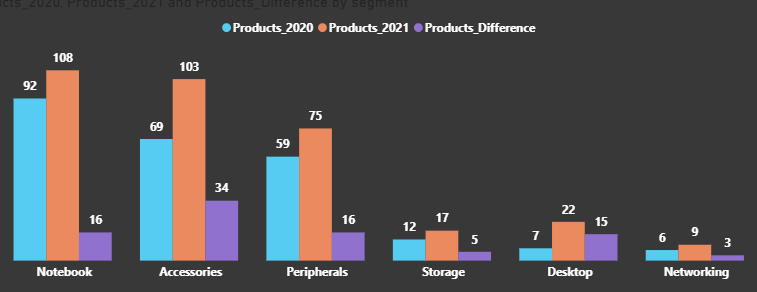 Products_2020, Products_2021 and Products_Difference by segment
Products_2020 Products_2021 Products_Difference
92 108 16
69 103 34
59 75 16
12 17 5
7 22 15
6 9 3
Notebook Accessories Peripherals Storage Desktop Networking